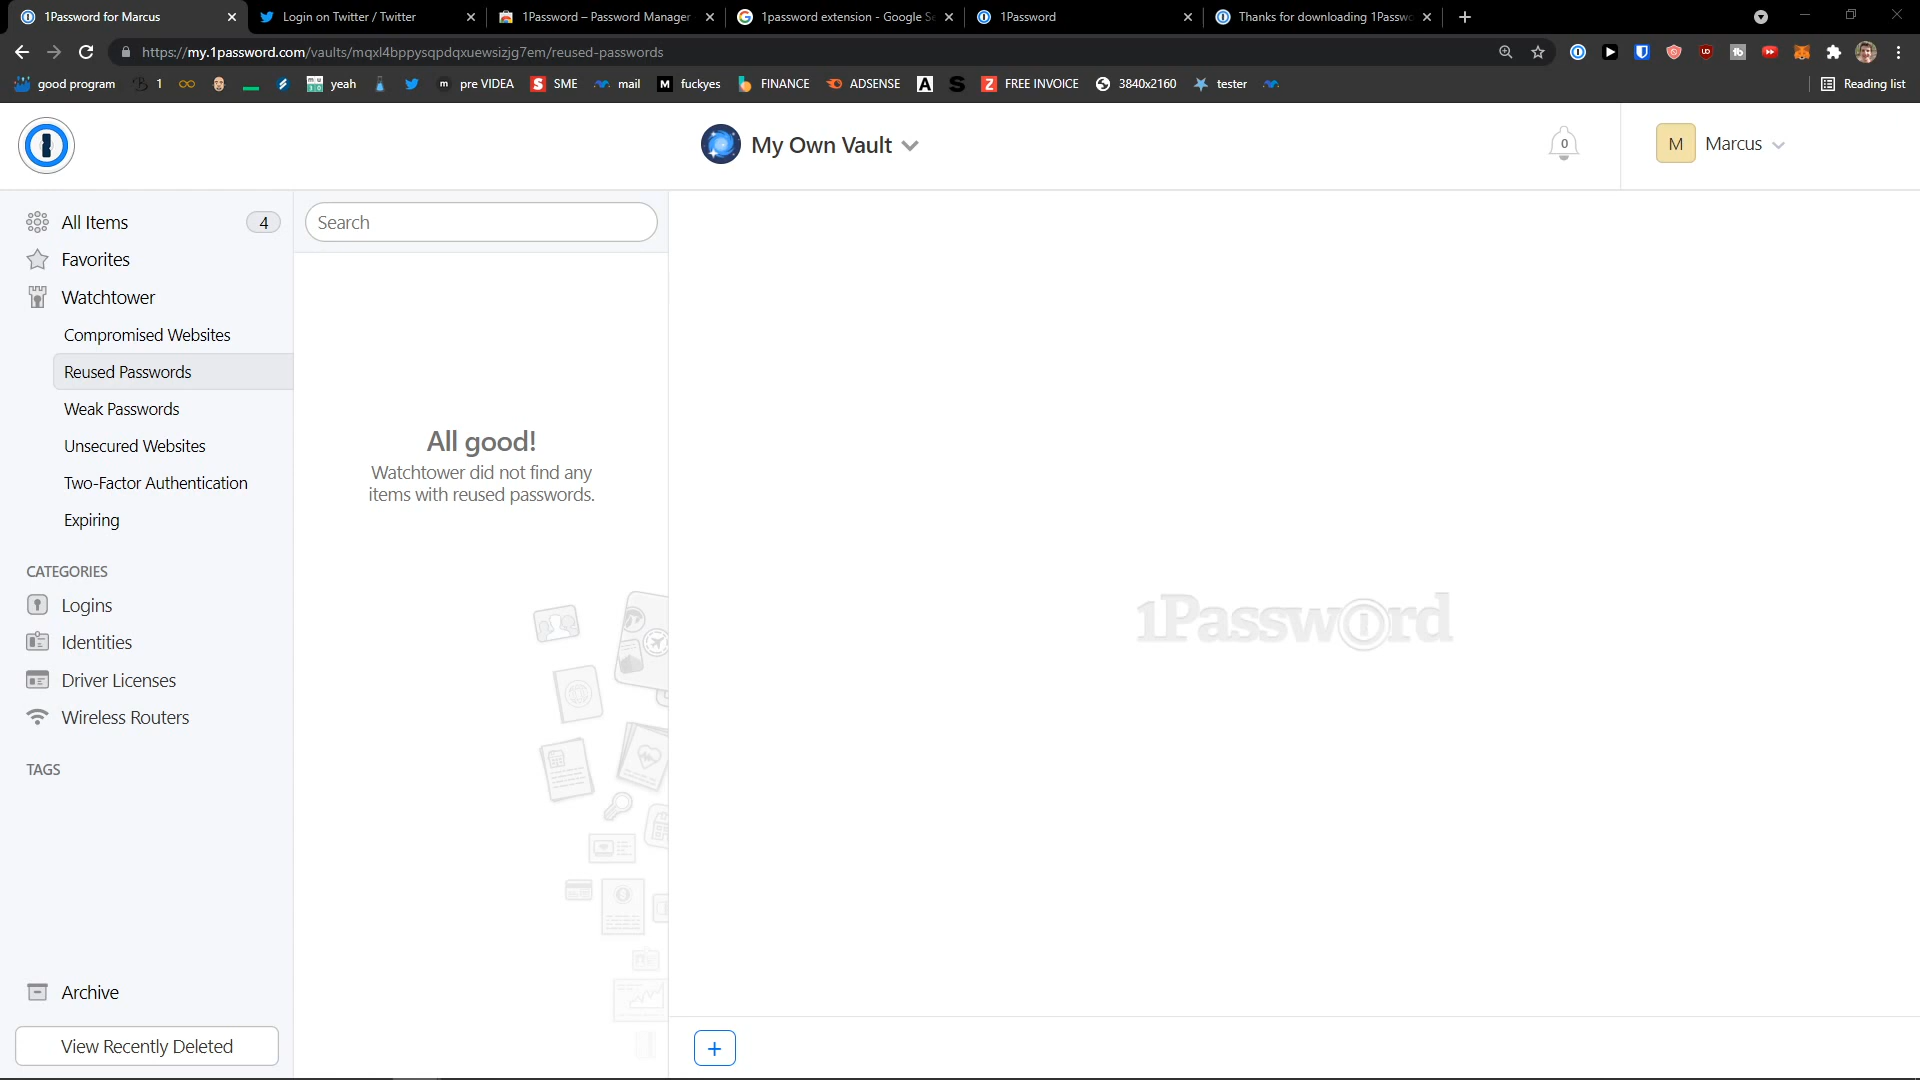 1Password for Marcus
Login on Twitter / Twitter
1Password – Password Manager
1password extension - Google Se
1Password
Thanks for downloading 1Passwo
https://my.1password.com/vaults/mqxl4bppysqpdqxuewsizjg7em/reused-passwords
good program
1
yeah
pre VIDEA
SME
mail
fuckyes
FINANCE
ADSENSE
FREE INVOICE
3840x2160
tester
Reading list
My Own Vault
0
M
Marcus
All Items
4
Search
Favorites
Watchtower
Compromised Websites
Reused Passwords
Weak Passwords
Unsecured Websites
Two-Factor Authentication
Expiring
All good!
Watchtower did not find any
items with reused passwords.
CATEGORIES
Logins
Identities
Driver Licenses
Wireless Routers
TAGS
1Password
Archive
View Recently Deleted
+